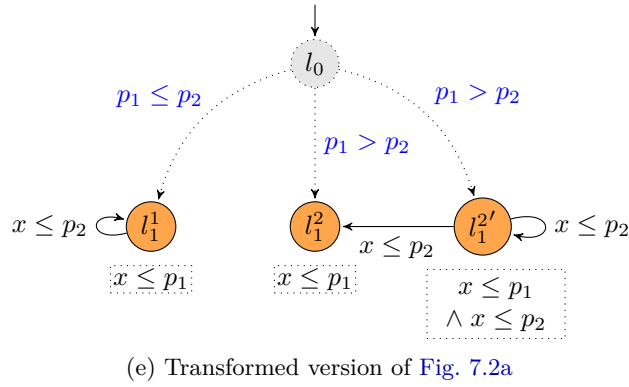 l₀
p₁ ≤ p₂
p₁ > p₂
p₁ > p₂
x ≤ p₂
l₁¹
l₁²
l₁²′
x ≤ p₂
x ≤ p₂
x ≤ p₁
x ≤ p₁
x ≤ p₁
∧ x ≤ p₂
(e) Transformed version of Fig. 7.2a